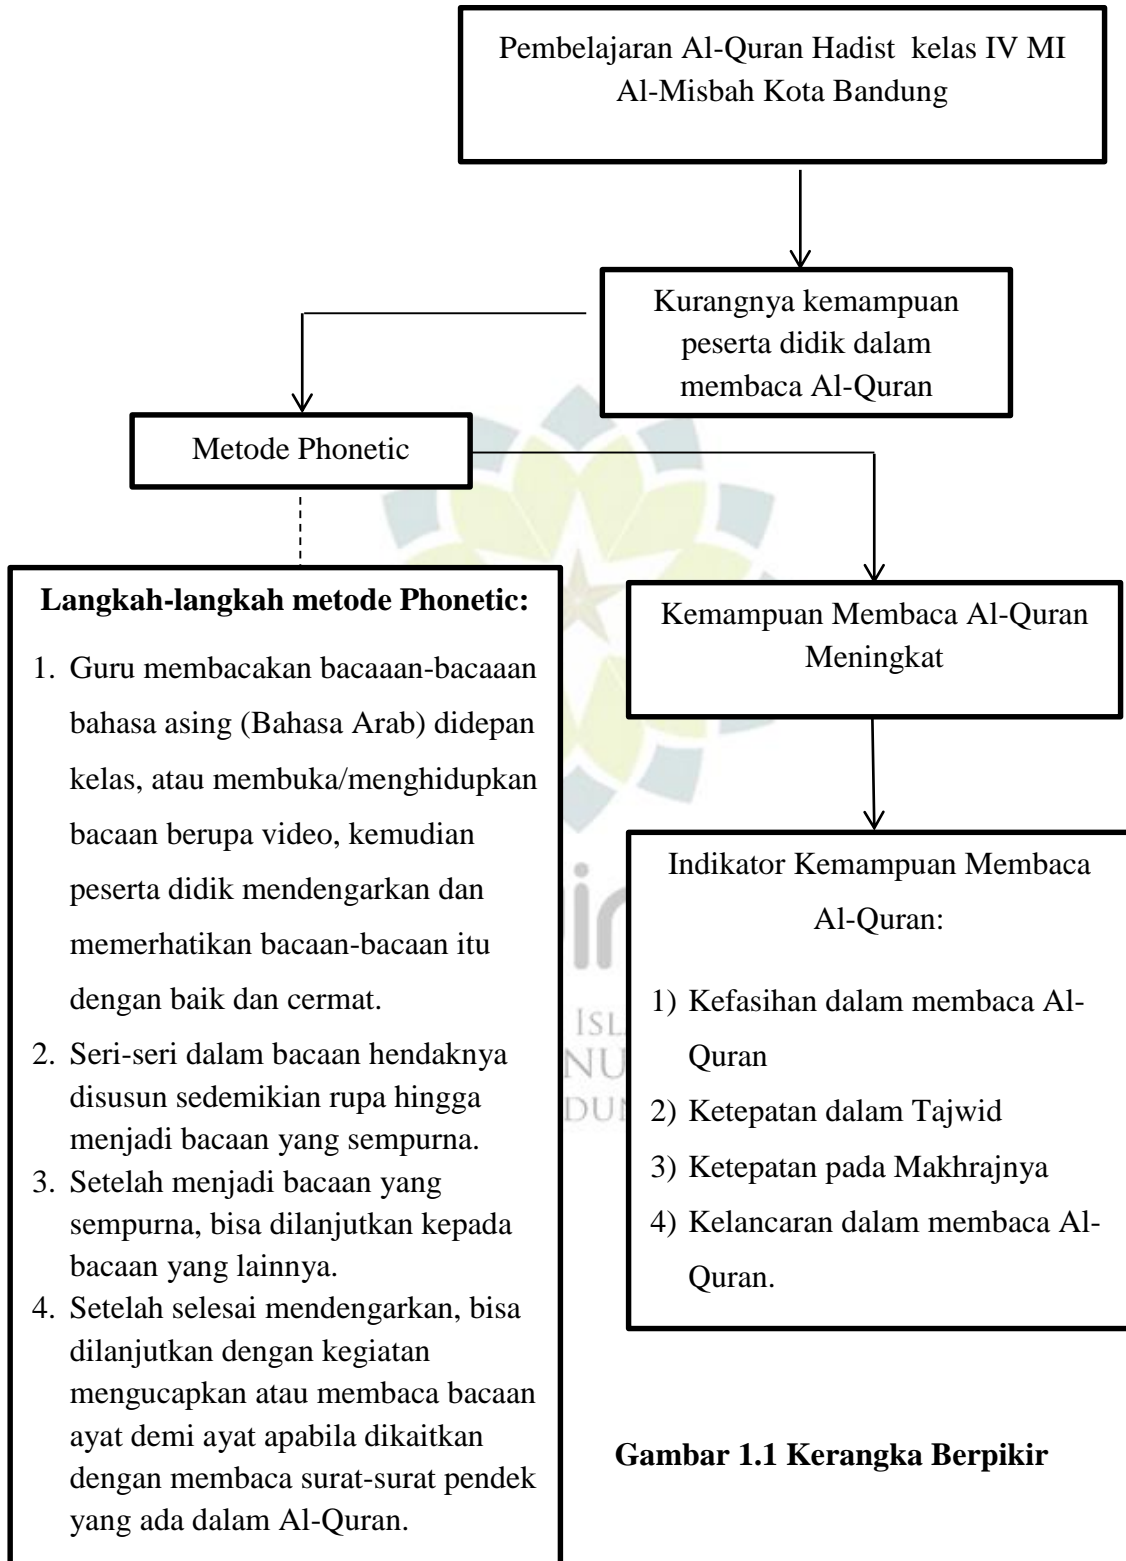 Pembelajaran Al-Quran Hadist kelas IV MI
Al-Misbah Kota Bandung
Kurangnya kemampuan
peserta didik dalam
membaca Al-Quran
Metode Phonetic
Langkah-langkah metode Phonetic:
1. Guru membacakan bacaaan-bacaaan
bahasa asing (Bahasa Arab) didepan
kelas, atau membuka/menghidupkan
bacaan berupa video, kemudian
peserta didik mendengarkan dan
memerhatikan bacaan-bacaan itu
dengan baik dan cermat.
2. Seri-seri dalam bacaan hendaknya
disusun sedemikian rupa hingga
menjadi bacaan yang sempurna.
3. Setelah menjadi bacaan yang
sempurna, bisa dilanjutkan kepada
bacaan yang lainnya.
4. Setelah selesai mendengarkan, bisa
dilanjutkan dengan kegiatan
mengucapkan atau membaca bacaan
ayat demi ayat apabila dikaitkan
dengan membaca surat-surat pendek
yang ada dalam Al-Quran.
Kemampuan Membaca Al-Quran
Meningkat
Indikator Kemampuan Membaca
Al-Quran:
1) Kefasihan dalam membaca Al-
Quran
2) Ketepatan dalam Tajwid
3) Ketepatan pada Makhrajnya
4) Kelancaran dalam membaca Al-
Quran.
Gambar 1.1 Kerangka Berpikir